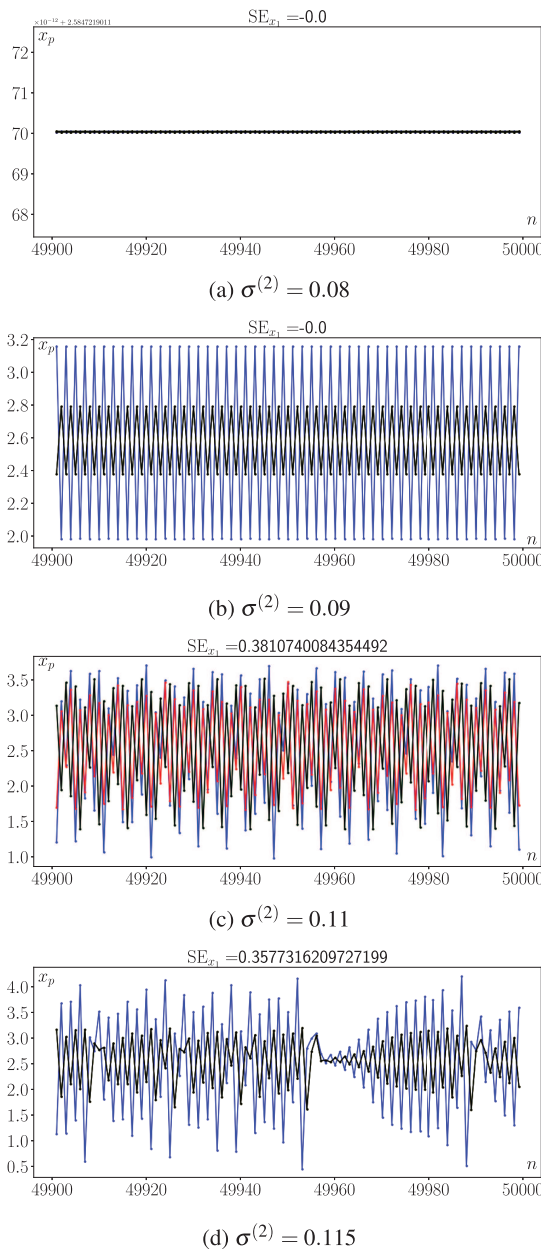 SE_{x_1} =-0.0
×10⁻¹² + 2.5847219011
x_p
72
71
70
69
68
n
49900 49920 49940 49960 49980 50000
(a) σ^{(2)} = 0.08
SE_{x_1} =-0.0
x_p
3.2
3.0
2.8
2.6
2.4
2.2
2.0
n
49900 49920 49940 49960 49980 50000
(b) σ^{(2)} = 0.09
SE_{x_1} =0.3810740084354492
x_p
3.5
3.0
2.5
2.0
1.5
1.0
n
49900 49920 49940 49960 49980 50000
(c) σ^{(2)} = 0.11
SE_{x_1} =0.3577316209727199
x_p
4.0
3.5
3.0
2.5
2.0
1.5
1.0
0.5
n
49900 49920 49940 49960 49980 50000
(d) σ^{(2)} = 0.115